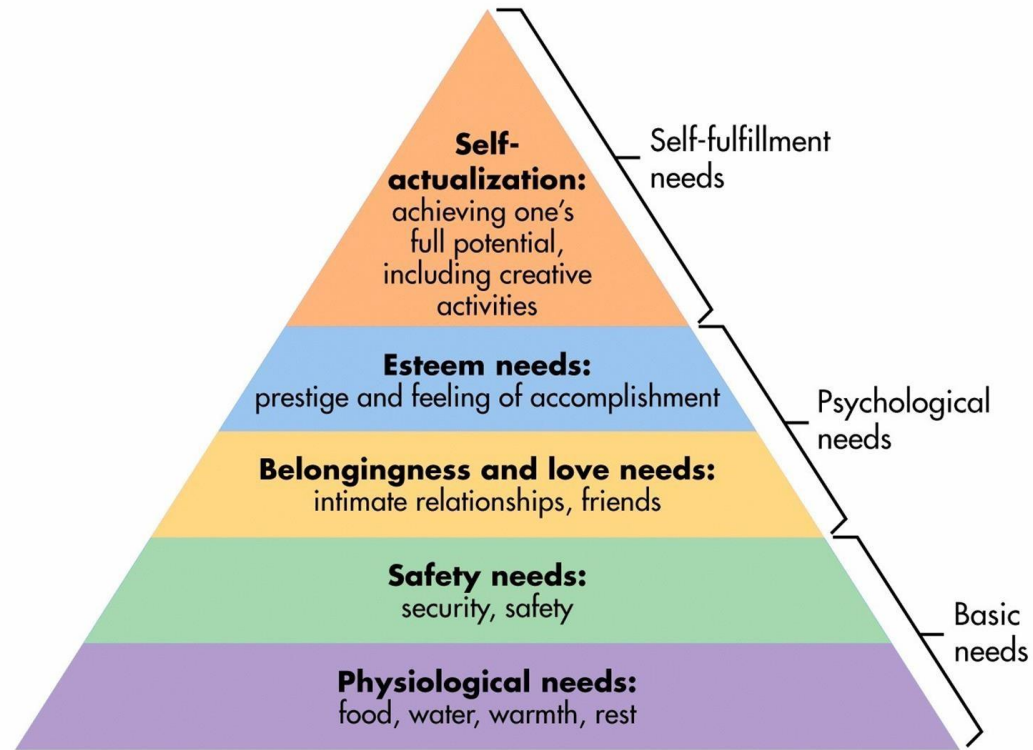 Self-
actualization:
achieving one's
full potential,
including creative
activities
Self-fulfillment
needs
Esteem needs:
prestige and feeling of accomplishment
Psychological
needs
Belongingness and love needs:
intimate relationships, friends
Safety needs:
security, safety
Basic
needs
Physiological needs:
food, water, warmth, rest